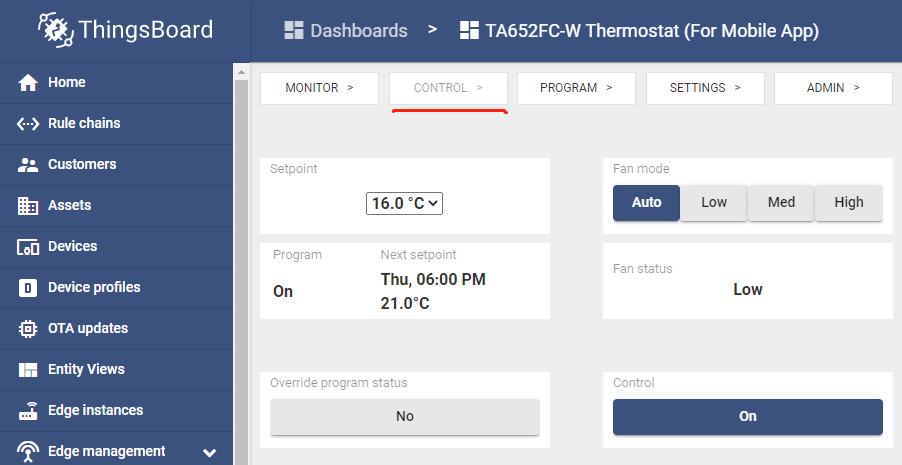 ThingsBoard
Dashboards > TA652FC-W Thermostat (For Mobile App)
Home
Rule chains
Customers
Assets
Devices
Device profiles
OTA updates
Entity Views
Edge instances
Edge management
MONITOR >
CONTROL >
PROGRAM >
SETTINGS >
ADMIN >
Setpoint
16.0 °C
Fan mode
Auto
Low
Med
High
Program
On
Next setpoint
Thu, 06:00 PM
21.0°C
Fan status
Low
Override program status
No
Control
On